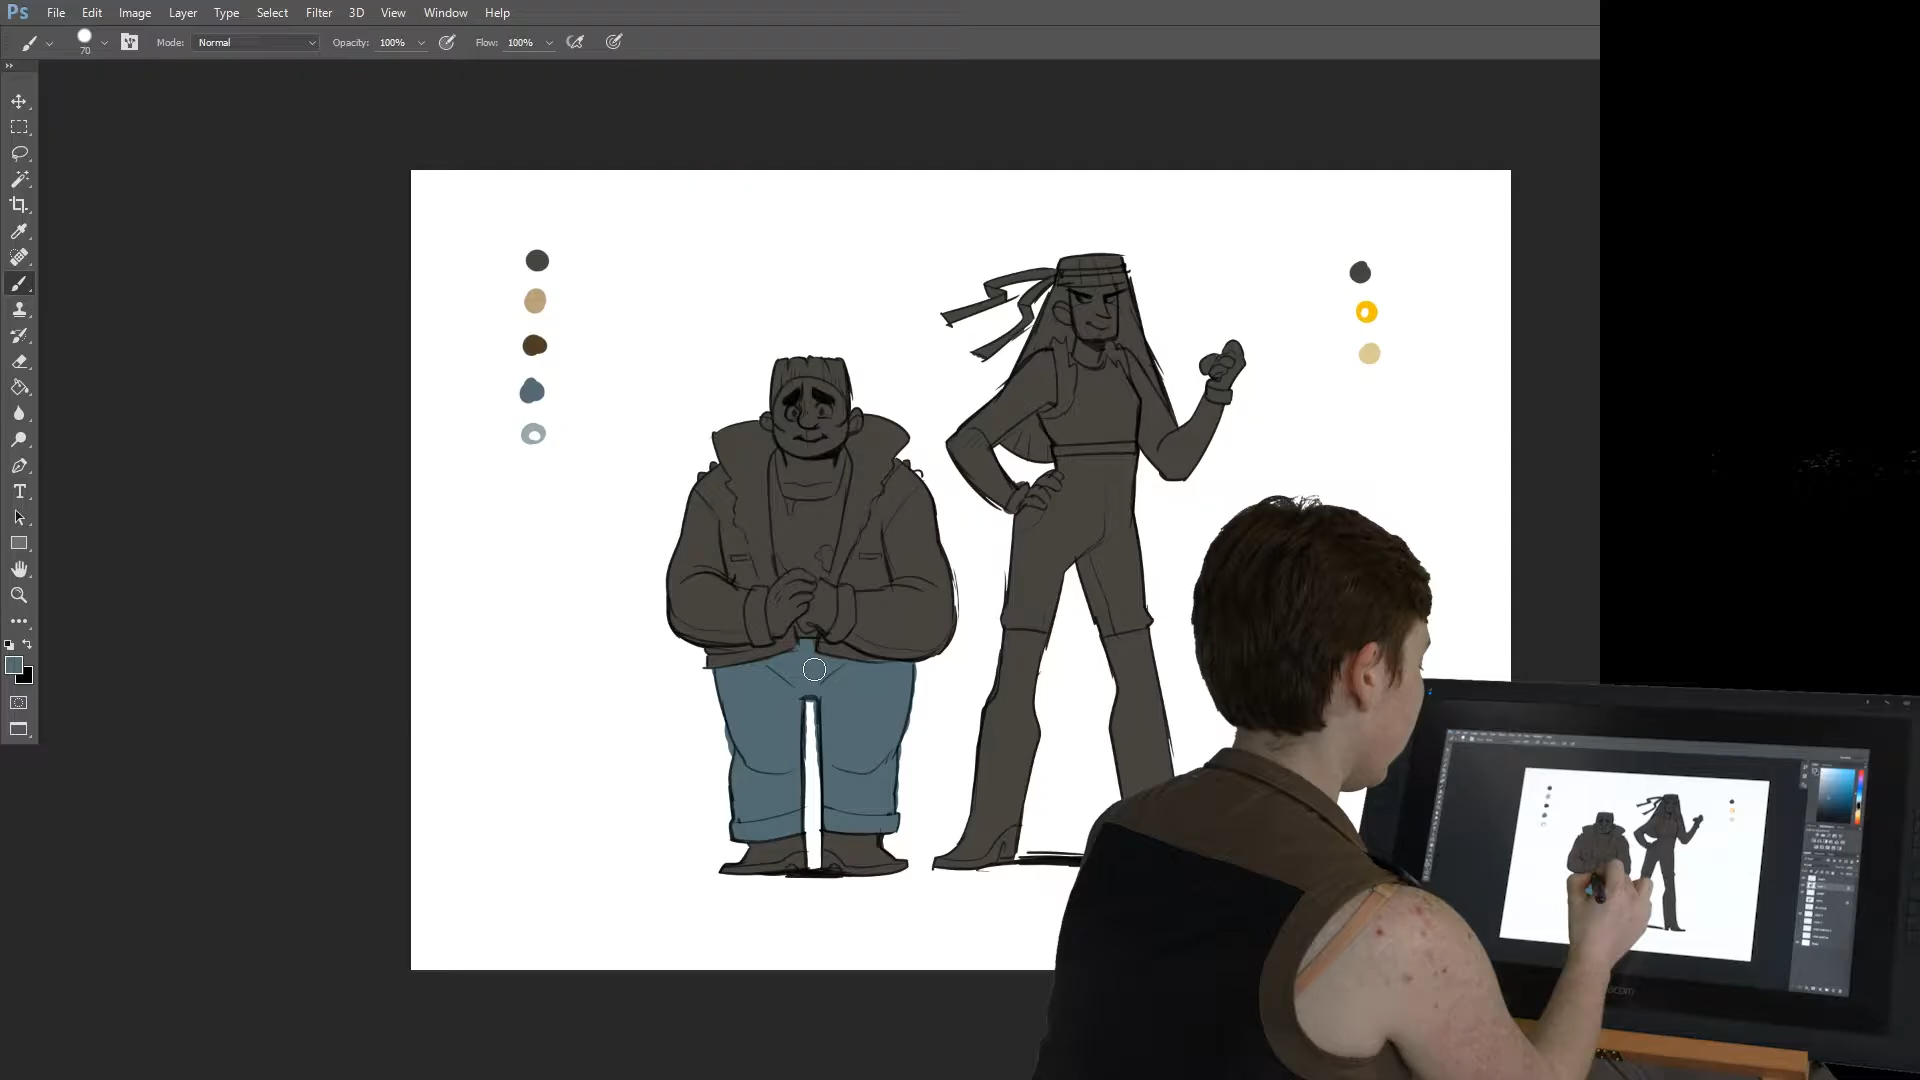 Ps File Edit Image Layer Type Select Filter 3D View Window Help
70 Mode: Normal Opacity: 100% Flow: 100%